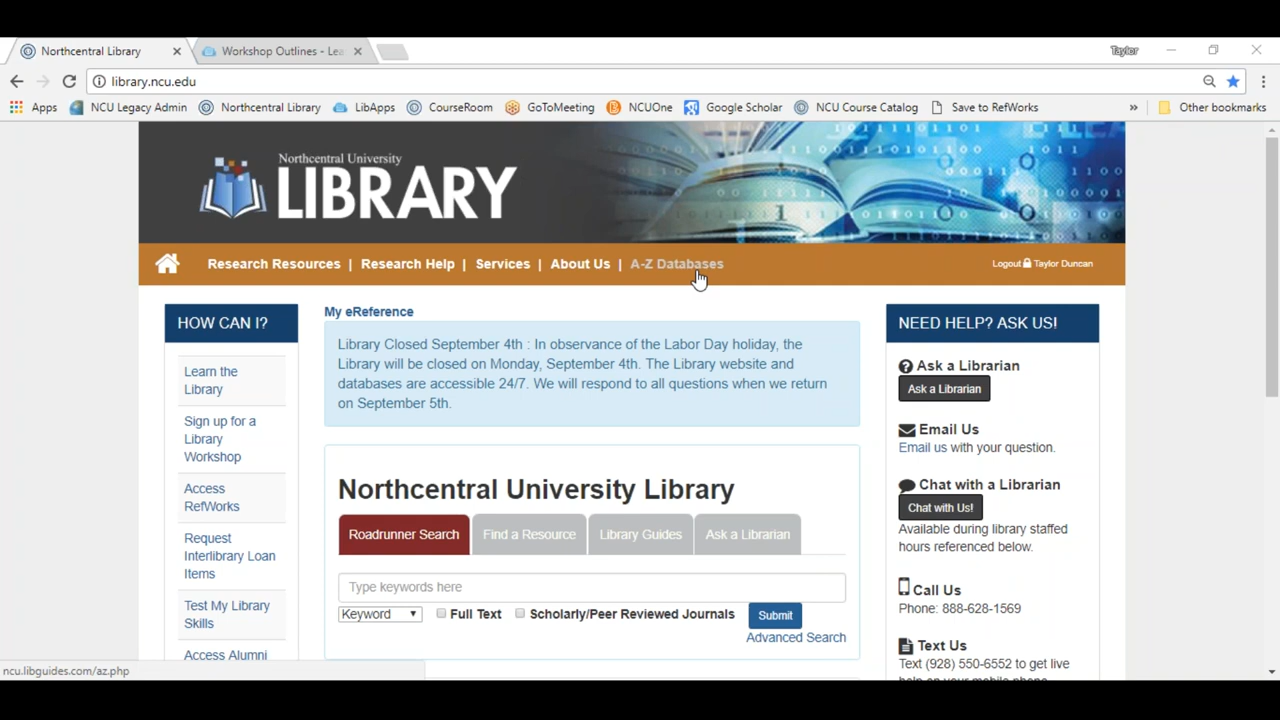 Northcentral Library
Workshop Outlines - Lea
Taylor
library.ncu.edu
Apps
NCU Legacy Admin
Northcentral Library
LibApps
CourseRoom
GoToMeeting
NCUOne
Google Scholar
NCU Course Catalog
Save to RefWorks
»
Other bookmarks
Northcentral University
LIBRARY
Research Resources | Research Help | Services | About Us | A-Z Databases
Logout Taylor Duncan
HOW CAN I?
Learn the
Library
Sign up for a
Library
Workshop
Access
RefWorks
Request
Interlibrary Loan
Items
Test My Library
Skills
Access Alumni
My eReference
Library Closed September 4th : In observance of the Labor Day holiday, the
Library will be closed on Monday, September 4th. The Library website and
databases are accessible 24/7. We will respond to all questions when we return
on September 5th.
Northcentral University Library
Roadrunner Search
Find a Resource
Library Guides
Ask a Librarian
Type keywords here
Keyword
Full Text
Scholarly/Peer Reviewed Journals
Submit
Advanced Search
NEED HELP? ASK US!
Ask a Librarian
Ask a Librarian
Email Us
Email us with your question.
Chat with a Librarian
Chat with Us!
Available during library staffed
hours referenced below.
Call Us
Phone: 888-628-1569
Text Us
Text (928) 550-6552 to get live
ncu.libguides.com/az.php